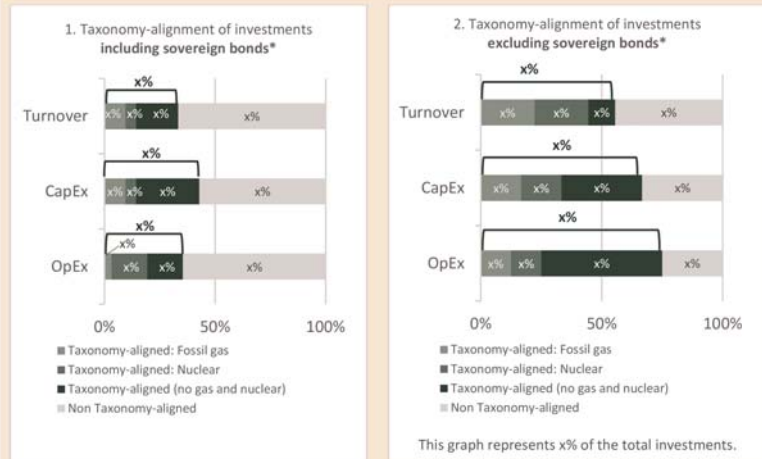 1. Taxonomy-alignment of investments
including sovereign bonds*
x%
Turnover
x% x% x% x%
x%
CapEx
x% x% x% x%
x%
x%
OpEx
x% x% x%
0% 50% 100%
Taxonomy-aligned: Fossil gas
Taxonomy-aligned: Nuclear
Taxonomy-aligned (no gas and nuclear)
Non Taxonomy-aligned
2. Taxonomy-alignment of investments
excluding sovereign bonds*
x%
Turnover
x% x% x% x%
x%
CapEx
x% x% x% x%
x%
OpEx
x% x% x% x%
0% 50% 100%
Taxonomy-aligned: Fossil gas
Taxonomy-aligned: Nuclear
Taxonomy-aligned (no gas and nuclear)
Non Taxonomy-aligned
This graph represents x% of the total investments.